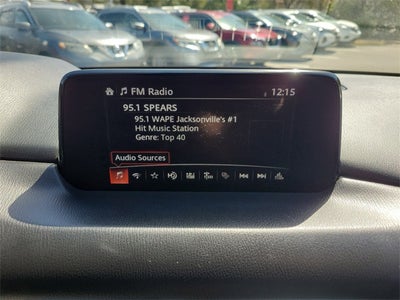 FM Radio
12:15
95.1 SPEARS
95.1 WAPE Jacksonville's #1
Hit Music Station
Genre: Top 40
Audio Sources